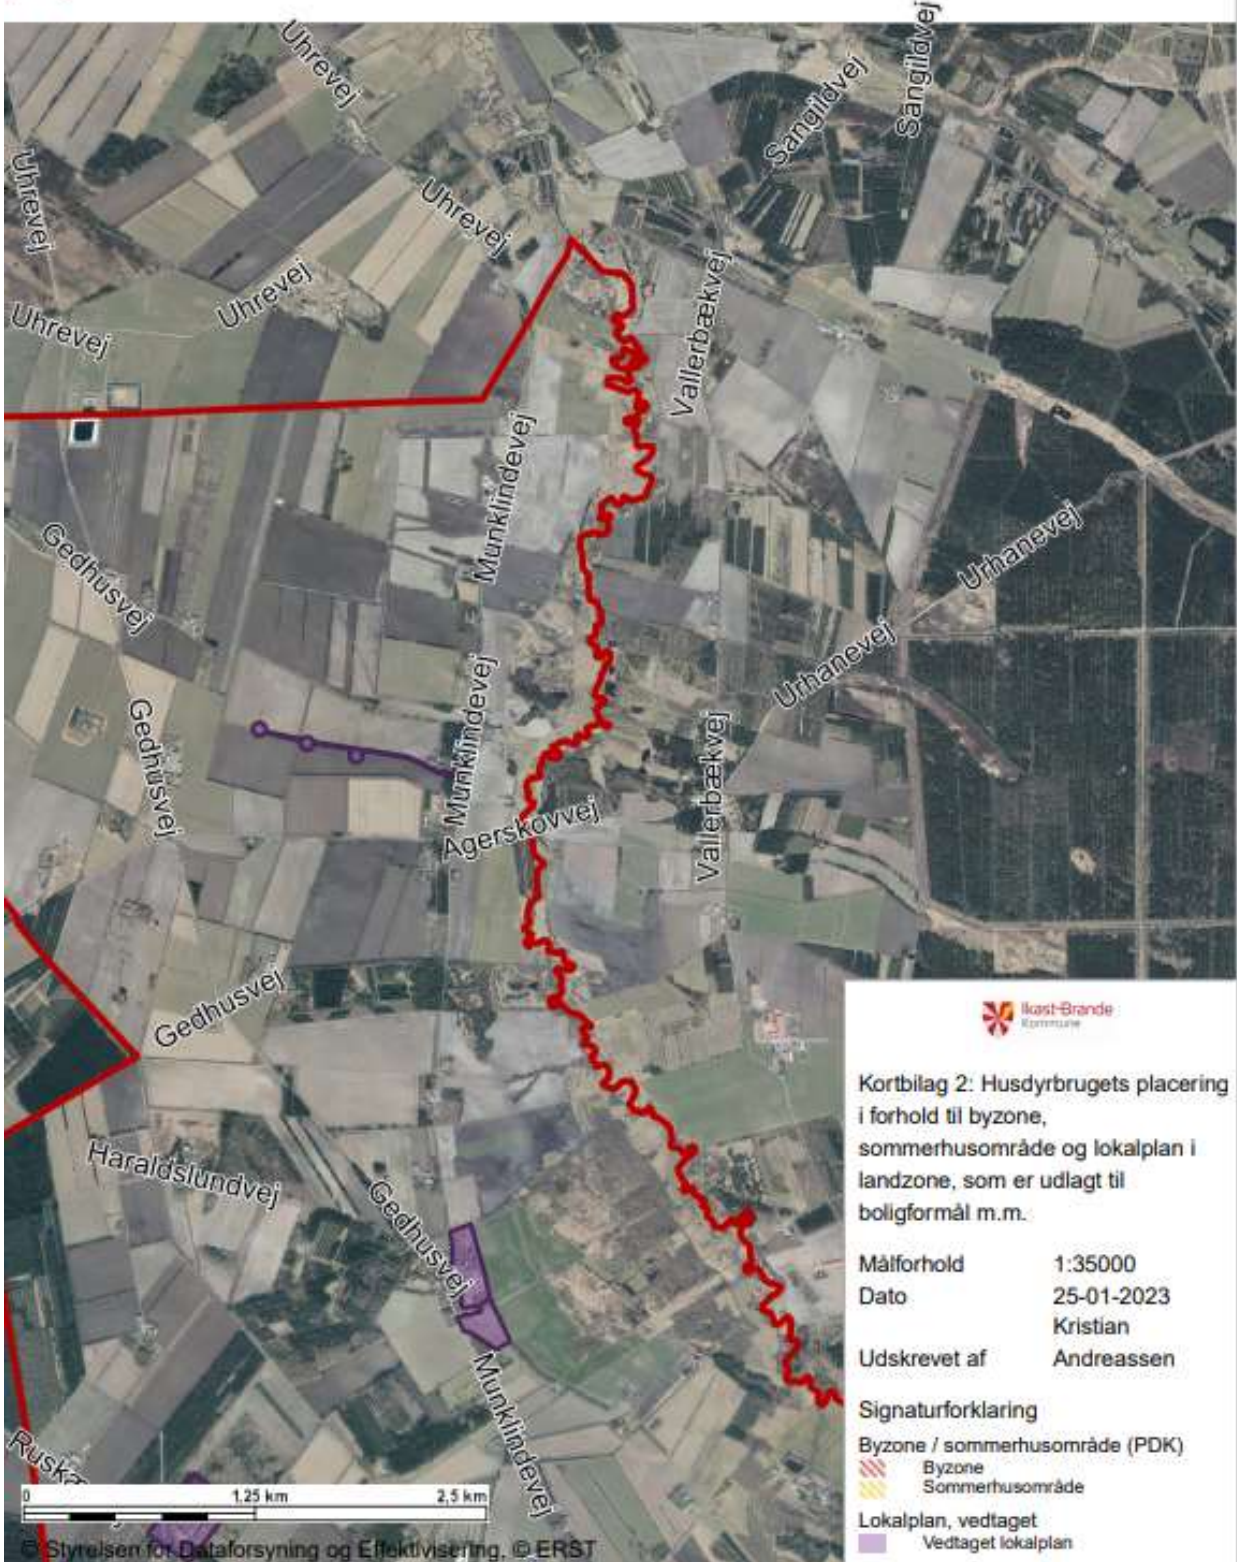 Uhrevej
Sangildvej
Sangildvej
Uhrevej
Uhrevej
Uhrevej
Uhrevej
Vallerbækvej
Munklindevej
Gedhusvej
Urhanevej
Urhanevej
Munklindevej
Gedhusvej
Vallerbækvej
Agerskovvej
Gedhusvej
Haraldslundvej
Gedhusvej
Munklindevej
0 1,25 km 2,5 km
© Styrelsen for Dataforsyning og Effektivisering, © ERST
Ikast-Brande
Kommune
Kortbilag 2: Husdyrbrugets placering
i forhold til byzone,
sommerhusområde og lokalplan i
landzone, som er udlagt til
boligformål m.m.
Målforhold 1:35000
Dato 25-01-2023
Kristian
Udskrevet af Andreassen
Signaturforklaring
Byzone / sommerhusområde (PDK)
Byzone
Sommerhusområde
Lokalplan, vedtaget
Vedtaget lokalplan